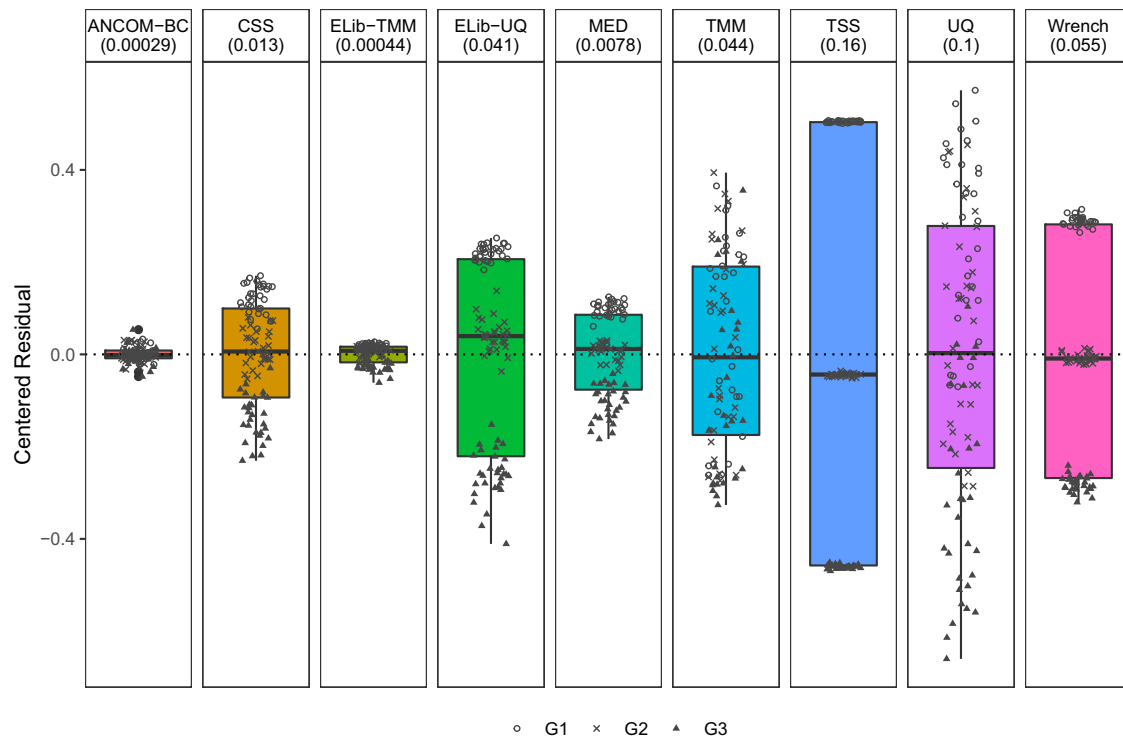 ANCOM−BC
(0.00029)
CSS
(0.013)
ELib−TMM
(0.00044)
ELib−UQ
(0.041)
MED
(0.0078)
TMM
(0.044)
TSS
(0.16)
UQ
(0.1)
Wrench
(0.055)
0.4
0.0
−0.4
Centered Residual
G1
G2
G3